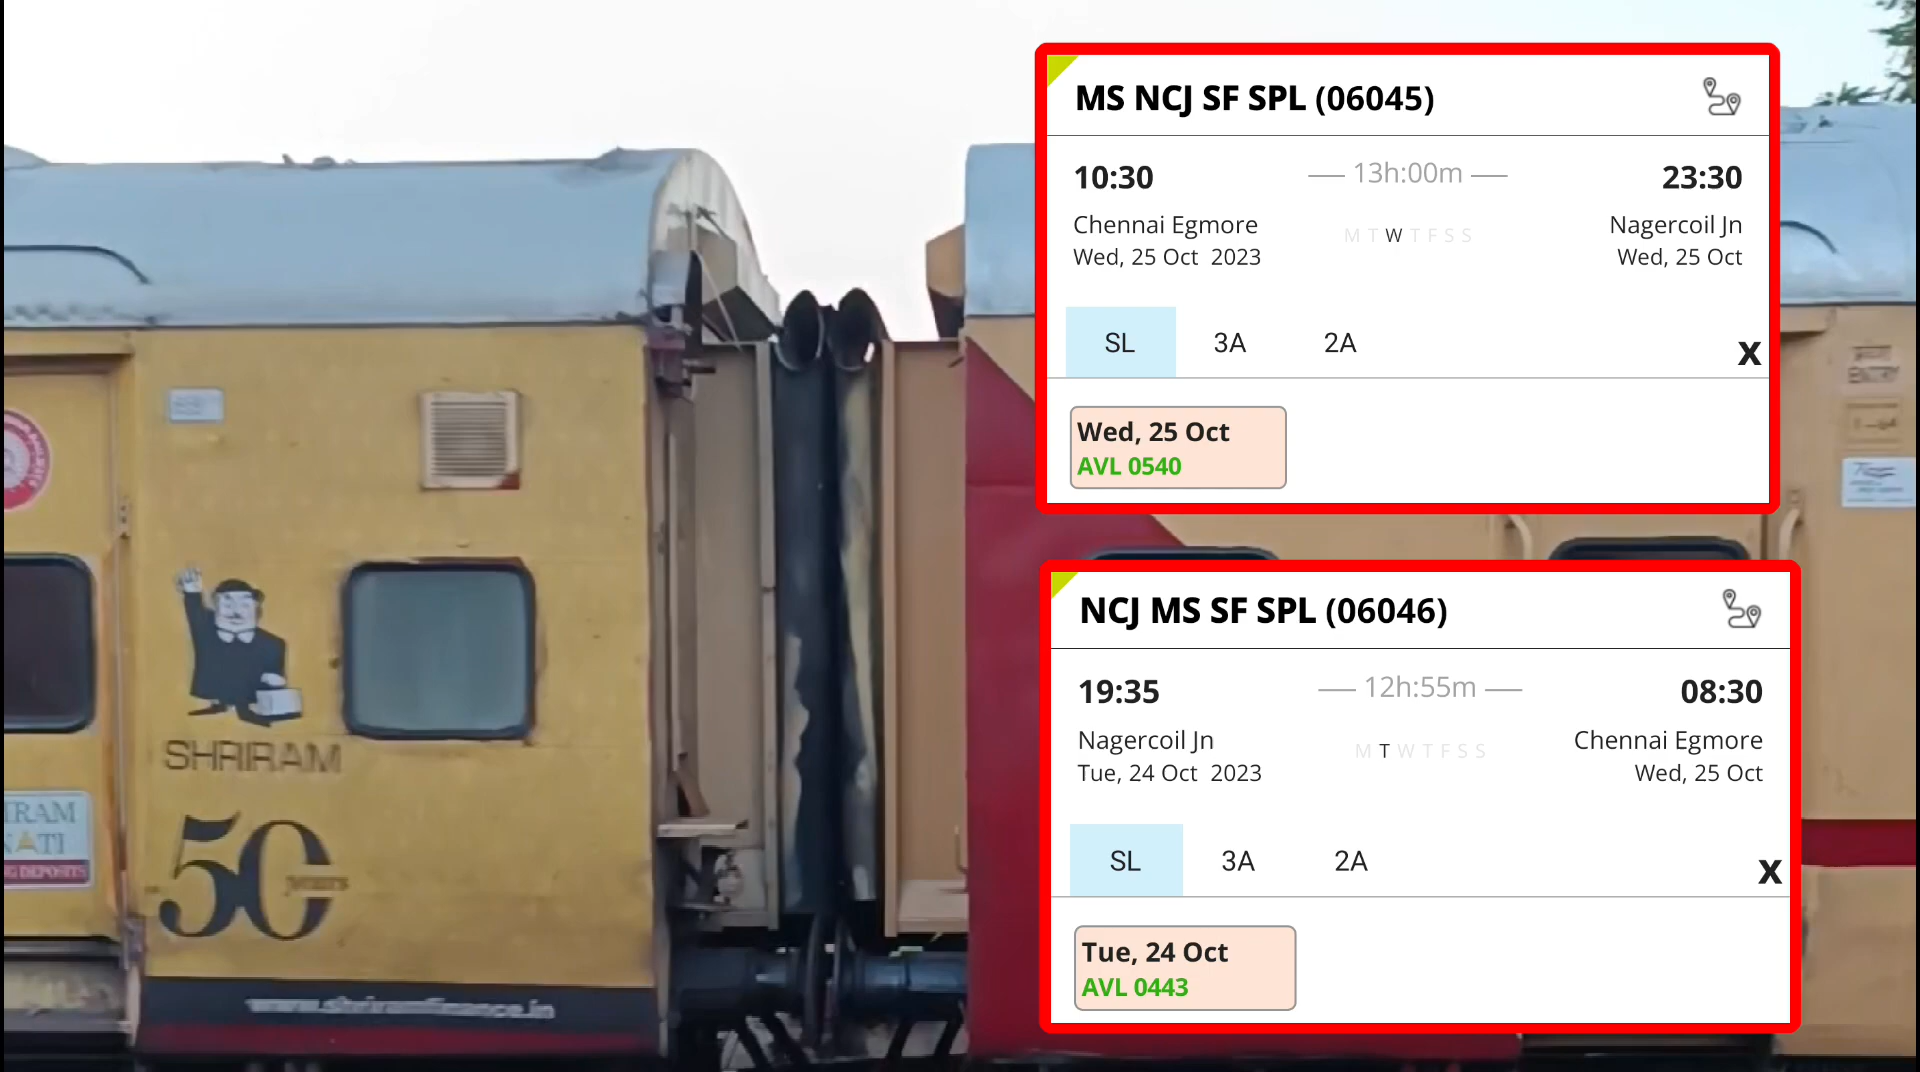 MS NCJ SF SPL (06045)
10:30
13h:00m
23:30
Chennai Egmore
M T W T F S S
Nagercoil Jn
Wed, 25 Oct 2023
Wed, 25 Oct
SL 3A 2A
X
Wed, 25 Oct
AVL 0540
NCJ MS SF SPL (06046)
19:35
12h:55m
08:30
Nagercoil Jn
M T W T F S S
Chennai Egmore
Tue, 24 Oct 2023
Wed, 25 Oct
SL 3A 2A
X
Tue, 24 Oct
AVL 0443
ENTRY
SHRIRAM
50
years
www.shriramfinance.in
IRAM
DEPOSITS